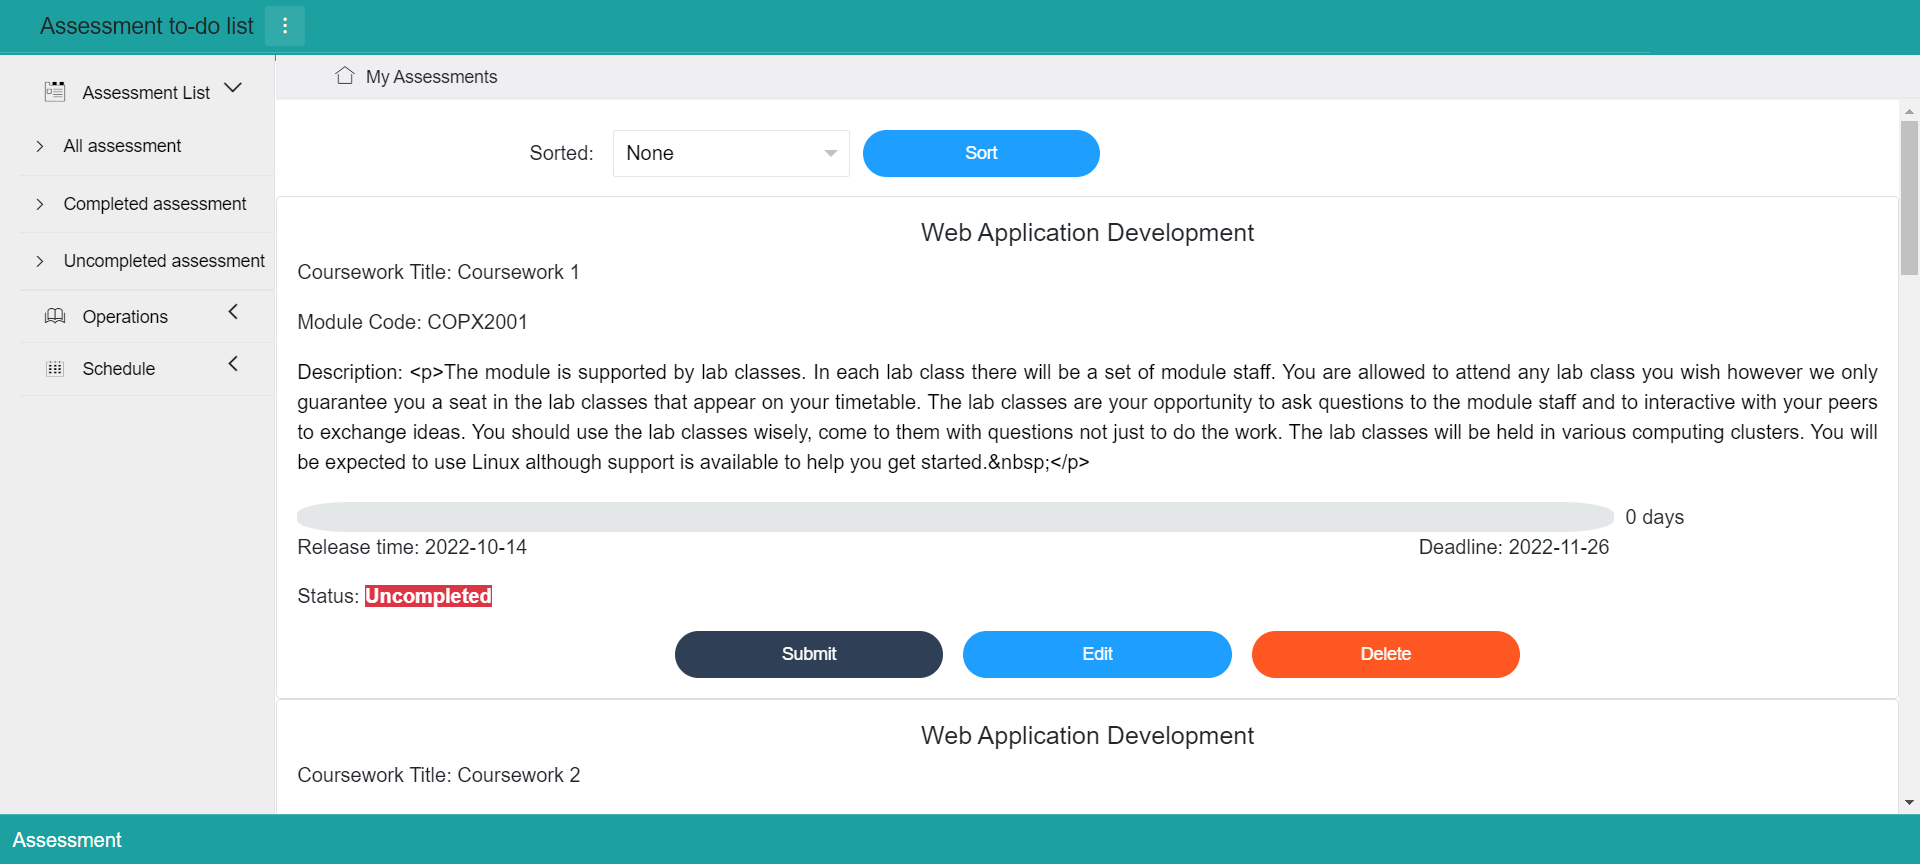 Assessment to-do list
Assessment List
All assessment
Completed assessment
Uncompleted assessment
Operations
Schedule
My Assessments
Sorted: None Sort
Web Application Development
Coursework Title: Coursework 1
Module Code: COPX2001
Description: <p>The module is supported by lab classes. In each lab class there will be a set of module staff. You are allowed to attend any lab class you wish however we only
guarantee you a seat in the lab classes that appear on your timetable. The lab classes are your opportunity to ask questions to the module staff and to interactive with your peers
to exchange ideas. You should use the lab classes wisely, come to them with questions not just to do the work. The lab classes will be held in various computing clusters. You will
be expected to use Linux although support is available to help you get started.&nbsp;</p>
0 days
Release time: 2022-10-14 Deadline: 2022-11-26
Status: Uncompleted
Submit Edit Delete
Web Application Development
Coursework Title: Coursework 2
Assessment